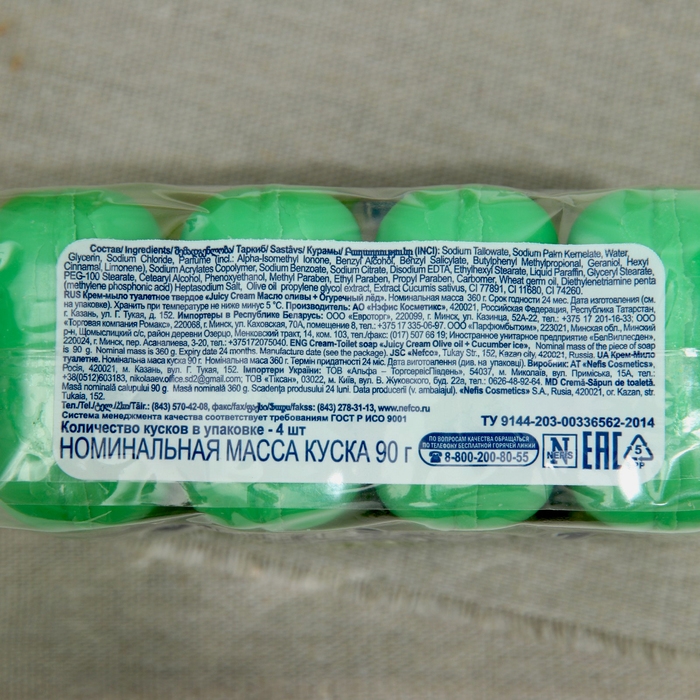 Состав/ Ingredients/ Таркиб/ Sastāvs/ Курамы/ (INCI): Sodium Tallowate, Sodium Palm Kernelate, Water,
Glycerin, Sodium Chloride, Parfume (incl.: Alpha-Isomethyl Ionone, Benzyl Alcohol, Benzyl Salicylate, Butylphenyl Methylpropional, Geraniol, Hexyl
Cinnamal, Limonene), Sodium Acrylates Copolymer, Sodium Benzoate, Sodium Citrate, Disodium EDTA, Ethylhexyl Stearate, Liquid Paraffin, Glyceryl Stearate,
PEG-100 Stearate, Cetearyl Alcohol, Phenoxyethanol, Methyl Paraben, Ethyl Paraben, Propyl Paraben, Carbomer, Wheat germ oil, Diethylenetriamine penta
(methylene phosphonic acid) Heptasodium Salt, Olive oil propylene glycol extract, Extract Cucumis sativus, CI 77891, CI 11680, CI 74260.
RUS Крем-мыло туалетное твердое «Juicy Cream Масло оливы + Огуречный лёд». Номинальная масса 360 г. Срок годности 24 мес. Дата изготовления (см.
на упаковке). Хранить при температуре не ниже минус 5 °С. Производитель: АО «Нэфис Косметикс», 420021, Российская Федерация, Республика Татарстан,
г. Казань, ул. Г. Тукая, д. 152. Импортеры в Республику Беларусь: ООО «Евроторг», 220099, г. Минск, ул. Казинца, 52А-22, тел.: +375 17 201-16-33; ООО
«Торговая компания Ромакс», 220068, г. Минск, ул. Каховская, 70А, помещение 8, тел.: +375 17 335-06-97. ООО «Парфюмбытхим», 223021, Минская обл., Минский
р-н, Щомыслицкий с/с, район деревни Озерцо, Меньковский тракт, 14, ком. 103, тел./факс: (017) 507 66 19; Иностранное унитарное предприятие «БелВиллесден»,
220024, г. Минск, пер. Асаналиева, 3-20, тел.: +375172075040. ENG Cream-Toilet soap «Juicy Cream Olive oil + Cucumber ice», Nominal mass of the piece of soap
is 90 g. Nominal mass is 360 g. Expiry date 24 months. Manufacture date (see the package). JSC «Nefco», Tukay Str., 152, Kazan city, 420021, Russia. UA Крем-Мило
туалетне. Номінальна маса куска 90 г. Номінальна маса 360 г. Термін придатності 24 міс. Дата виготовлення (див. на упаковці). Виробник: АТ «Nefis Cosmetics»,
Росія, 420021, м. Казань, вул. Г. Тукая, 152. Імпортери України: ТОВ «Альфа – ТоргсервісПівдень», 54037, м. Миколаїв, вул. Приміська, 15А, тел.:
+38(0512)603183, nikolaev.office.sd2@gmail.com; ТОВ «Тіксан», 03022, м. Київ, вул. В. Жуковського, буд. 22а, тел.: 0626-48-92-64. MD Cremă-Săpun de toaletă.
Masă nominală calupului 90 g. Masă nominală 360 g. Scadența produsului 24 luni. Data producerii (v. ambalajul). «Nefis Cosmetics» S.A., Rusia, 420021, or. Kazan, str.
Tukaia, 152.
Тел./Tel./Tālr.: (843) 570-42-08, факс/fax/fakss: (843) 278-31-13, www.nefco.ru
Система менеджмента качества соответствует требованиям ГОСТ Р ИСО 9001
Количество кусков в упаковке - 4 шт
ТУ 9144-203-00336562-2014
НОМИНАЛЬНАЯ МАССА КУСКА 90 г
ПО ВОПРОСАМ КАЧЕСТВА ОБРАЩАТЬСЯ
ПО ТЕЛЕФОНУ БЕСПЛАТНОЙ ГОРЯЧЕЙ ЛИНИИ
8-800-200-80-55
N
NEFIS
EAC
5
PP